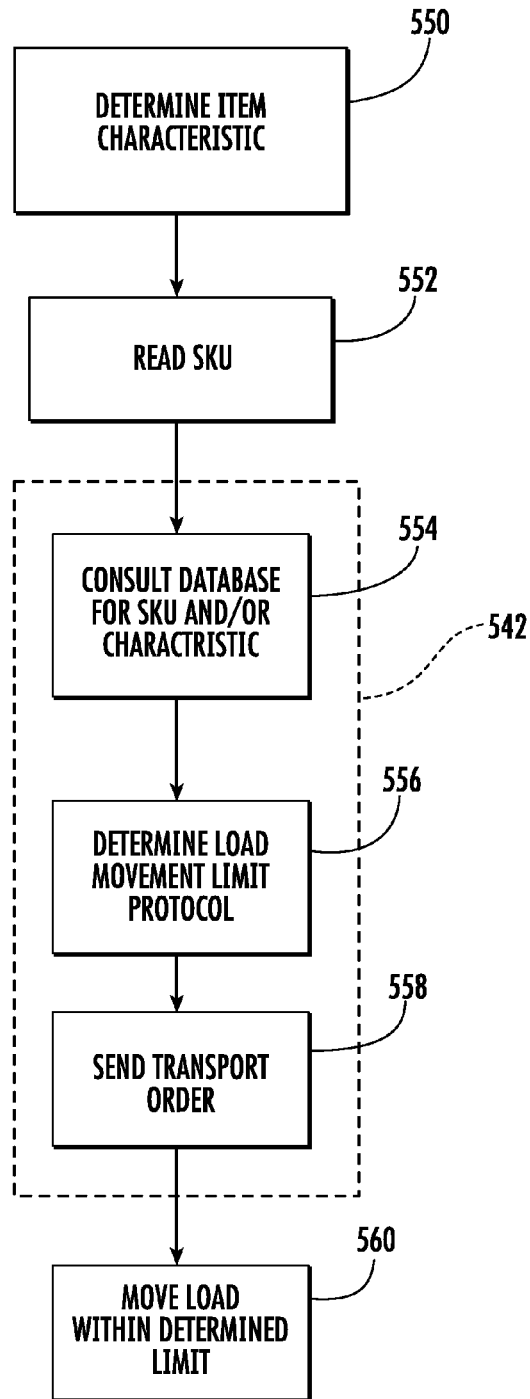 550
DETERMINE ITEM
CHARACTERISTIC
552
READ SKU
554
CONSULT DATABASE
FOR SKU AND/OR
CHARACTRISTIC
542
556
DETERMINE LOAD
MOVEMENT LIMIT
PROTOCOL
558
SEND TRANSPORT
ORDER
560
MOVE LOAD
WITHIN DETERMINED
LIMIT